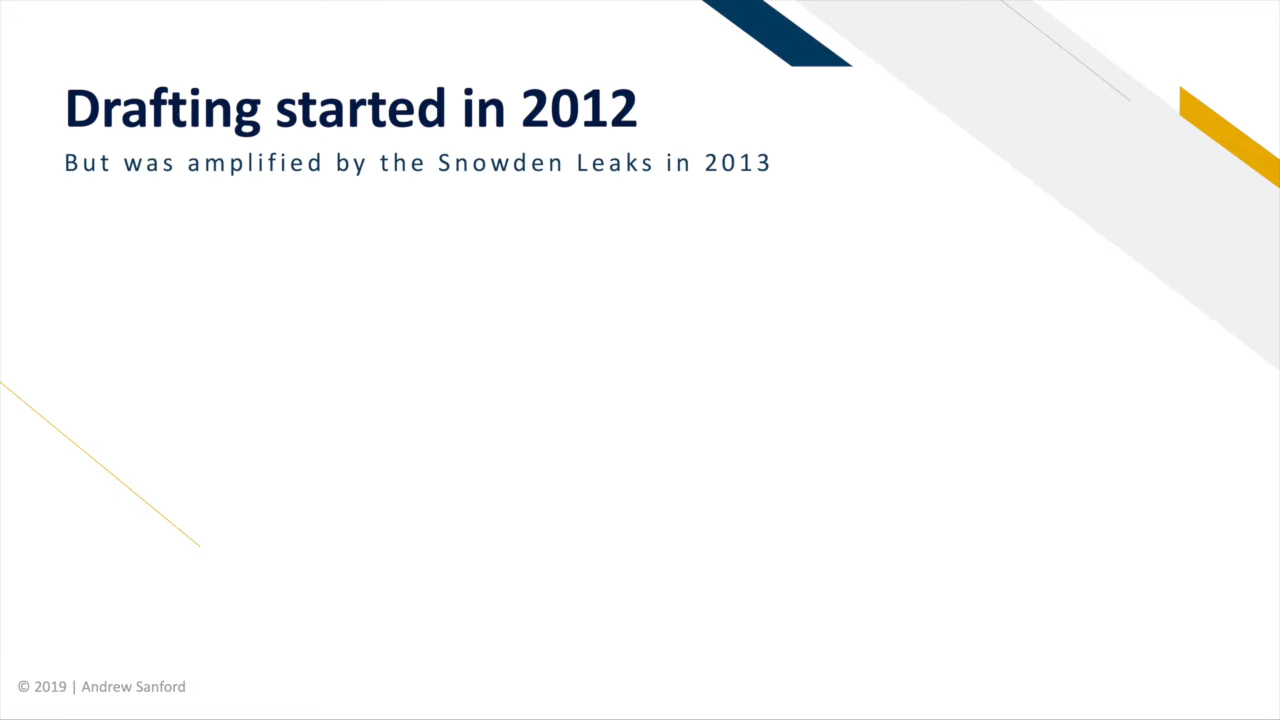 Drafting started in 2012
But was amplified by the Snowden Leaks in 2013
© 2019 | Andrew Sanford